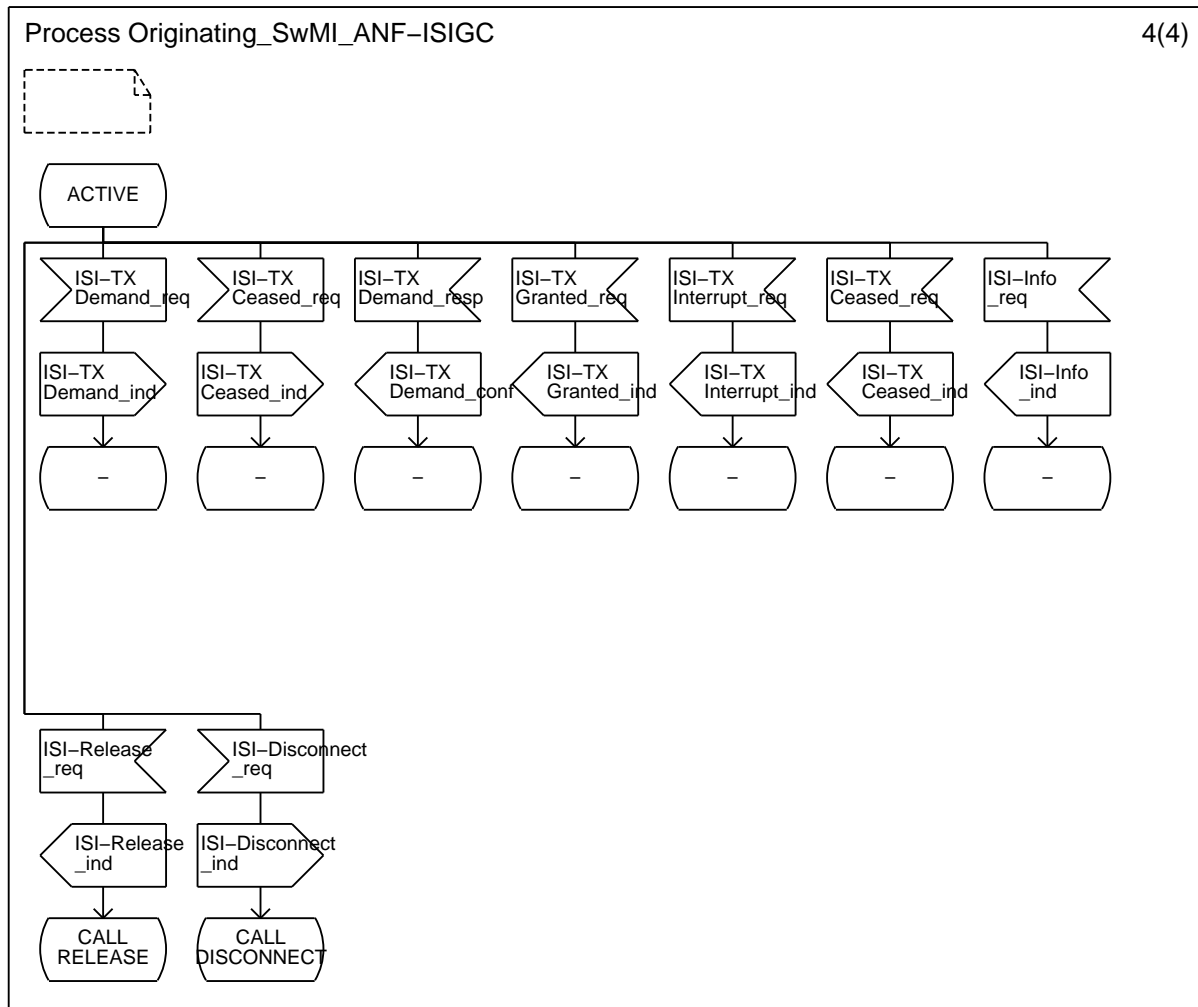 Process Originating_SwMI_ANF−ISIGC
4(4)
ACTIVE
ISI−TX
Demand_req
ISI−TX
Ceased_req
ISI−TX
Demand_resp
ISI−TX
Granted_req
ISI−TX
Interrupt_req
ISI−TX
Ceased_req
ISI−Info
_req
ISI−TX
Demand_ind
ISI−TX
Ceased_ind
ISI−TX
Demand_conf
ISI−TX
Granted_ind
ISI−TX
Interrupt_ind
ISI−TX
Ceased_ind
ISI−Info
_ind
−
−
−
−
−
−
−
ISI−Release
_req
ISI−Disconnect
_req
ISI−Release
_ind
ISI−Disconnect
_ind
CALL
RELEASE
CALL
DISCONNECT